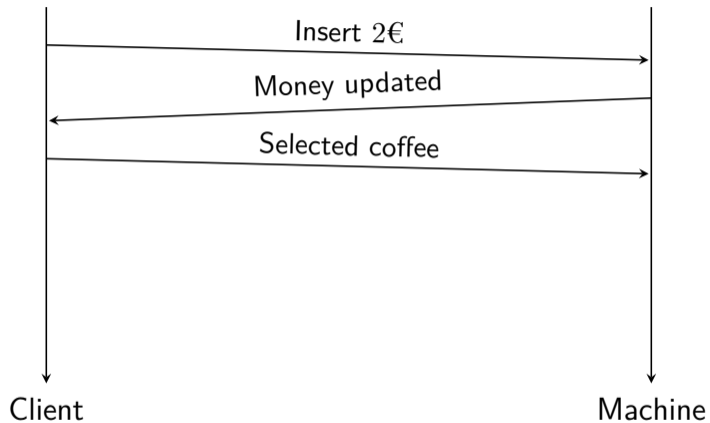 Insert 2€
Money updated
Selected coffee
Client
Machine